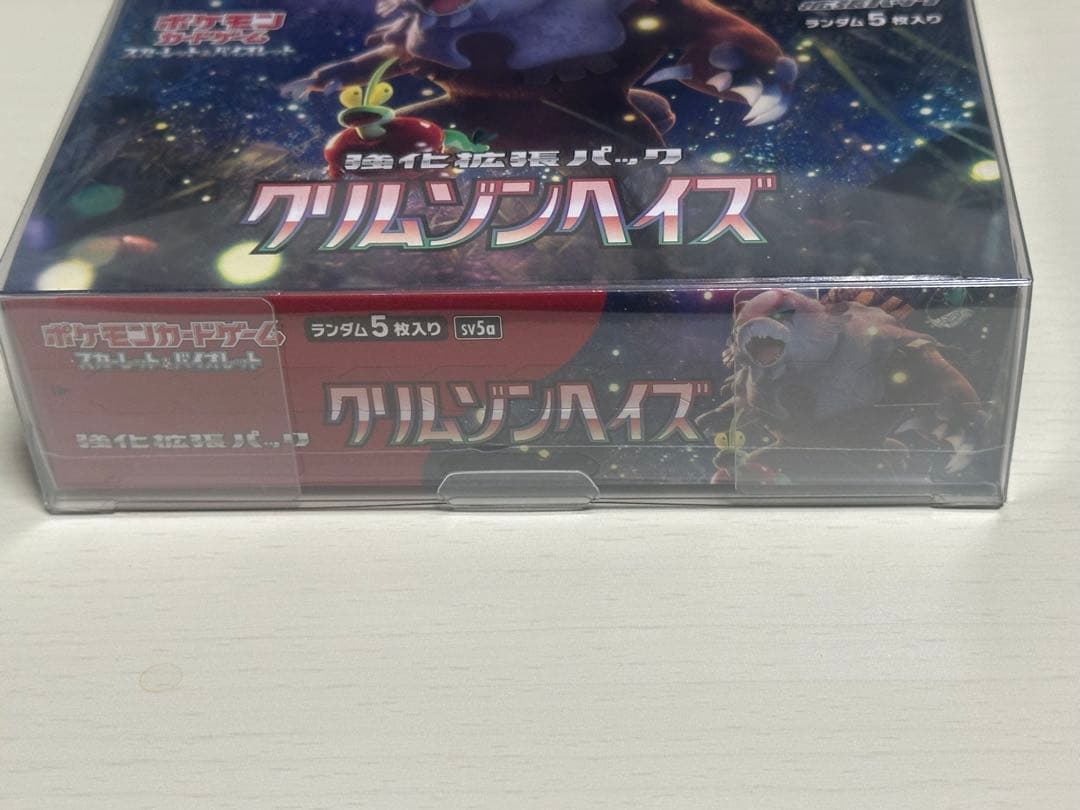 ポケモン
カードゲーム
スカーレット&バイオレット
ランダム5枚入り
強化拡張パック
クリムゾンヘイズ
ポケモンカードゲーム
スカーレット&バイオレット
ランダム5枚入り sv5a
クリムゾンヘイズ
強化拡張パック